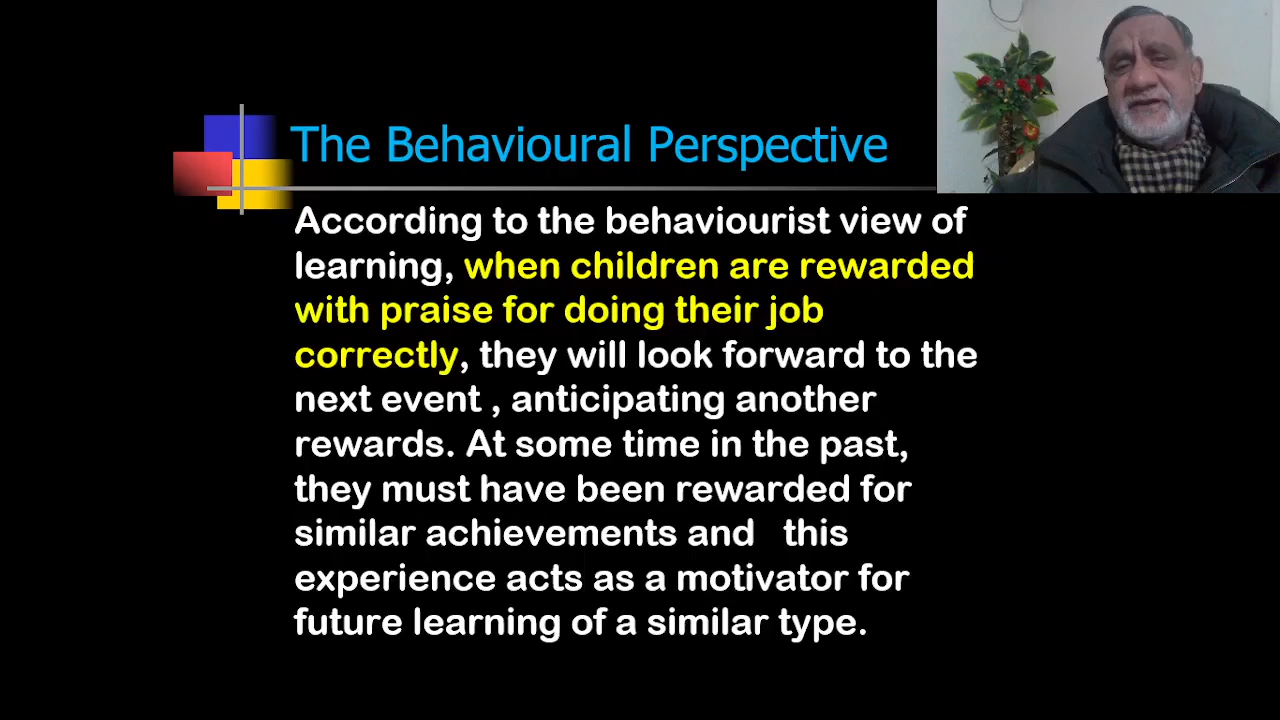 The Behavioural Perspective
According to the behaviourist view of
learning, when children are rewarded
with praise for doing their job
correctly, they will look forward to the
next event , anticipating another
rewards. At some time in the past,
they must have been rewarded for
similar achievements and this
experience acts as a motivator for
future learning of a similar type.